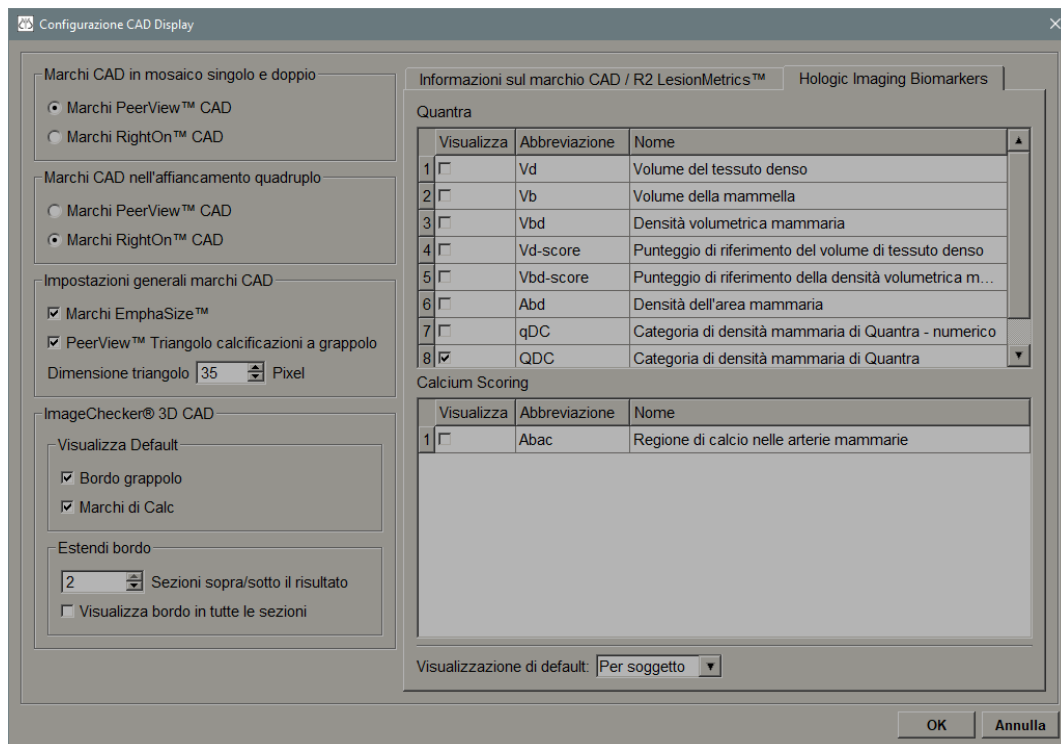 Configurazione CAD Display
Marchi CAD in mosaico singolo e doppio
Marchi PeerView™ CAD
Marchi RightOn™ CAD
Marchi CAD nell'affiancamento quadruplo
Marchi PeerView™ CAD
Marchi RightOn™ CAD
Impostazioni generali marchi CAD
Marchi EmphaSize™
PeerView™ Triangolo calcificazioni a grappolo
Dimensione triangolo 35 Pixel
ImageChecker® 3D CAD
Visualizza Default
Bordo grappolo
Marchi di Calc
Estendi bordo
2 Sezioni sopra/sotto il risultato
Visualizza bordo in tutte le sezioni
Informazioni sul marchio CAD / R2 LesionMetrics™ Hologic Imaging Biomarkers
Quantra
Visualizza Abbreviazione Nome
1 Vd Volume del tessuto denso
2 Vb Volume della mammella
3 Vbd Densità volumetrica mammaria
4 Vd-score Punteggio di riferimento del volume di tessuto denso
5 Vbd-score Punteggio di riferimento della densità volumetrica m...
6 Abd Densità dell'area mammaria
7 qDC Categoria di densità mammaria di Quantra - numerico
8 QDC Categoria di densità mammaria di Quantra
Calcium Scoring
Visualizza Abbreviazione Nome
1 Abac Regione di calcio nelle arterie mammarie
Visualizzazione di default: Per soggetto
OK Annulla